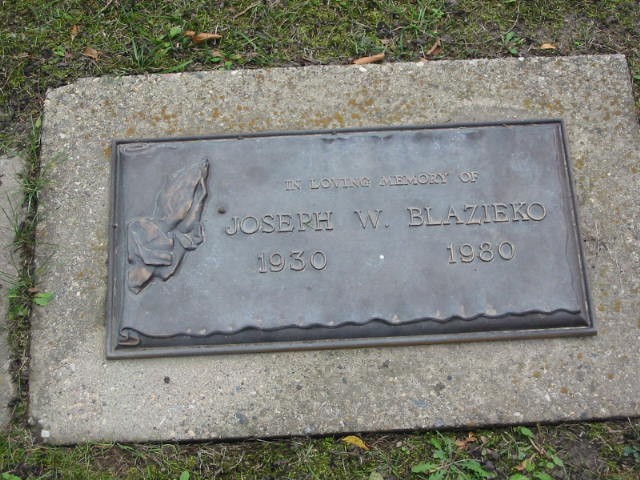 IN LOVING MEMORY OF
JOSEPH W. BLAZIEKO
1930 1980